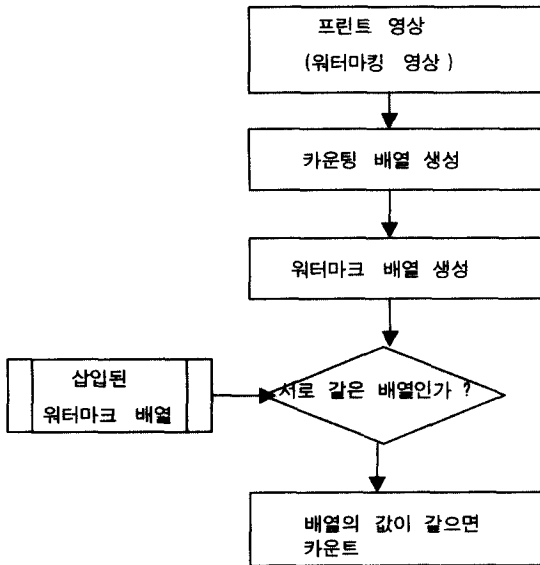 프린트 영상
(워터마킹 영상)
카운팅 배열 생성
워터마크 배열 생성
서로 같은 배열인가 ?
삽입된
워터마크 배열
배열의 값이 같으면
카운트